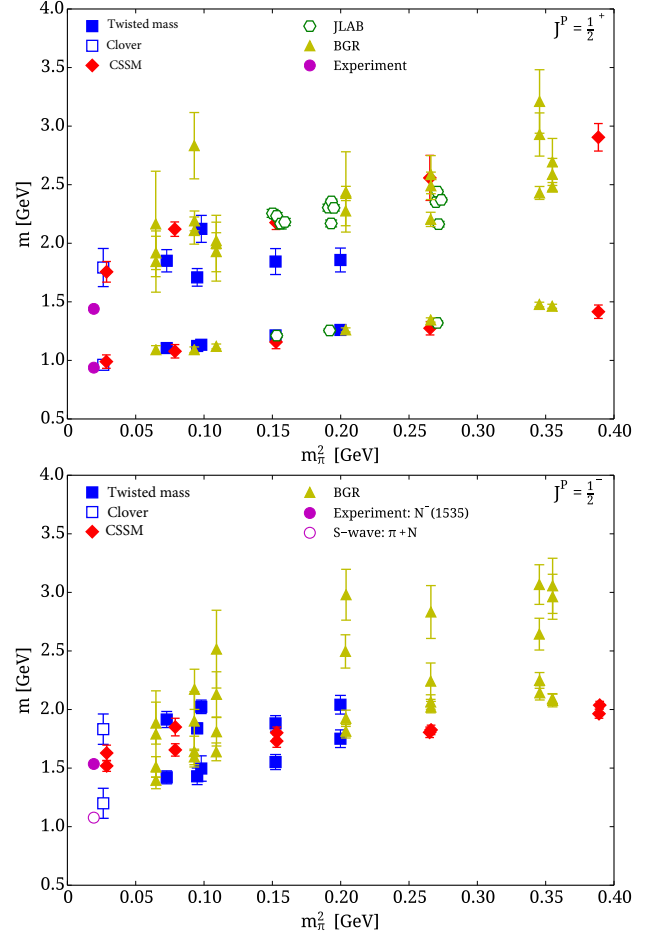 4.0
3.5
3.0
2.5
2.0
1.5
1.0
0.5
m [GeV]
Twisted mass
Clover
CSSM
JLAB
BGR
Experiment
J^P = 1/2 ^+
0 0.05 0.10 0.15 0.20 0.25 0.30 0.35 0.40
m_π^2 [GeV]
4.0
3.5
3.0
2.5
2.0
1.5
1.0
0.5
m [GeV]
Twisted mass
Clover
CSSM
BGR
Experiment: N^-(1535)
S-wave: π+N
J^P = 1/2 ^-
0 0.05 0.10 0.15 0.20 0.25 0.30 0.35 0.40
m_π^2 [GeV]